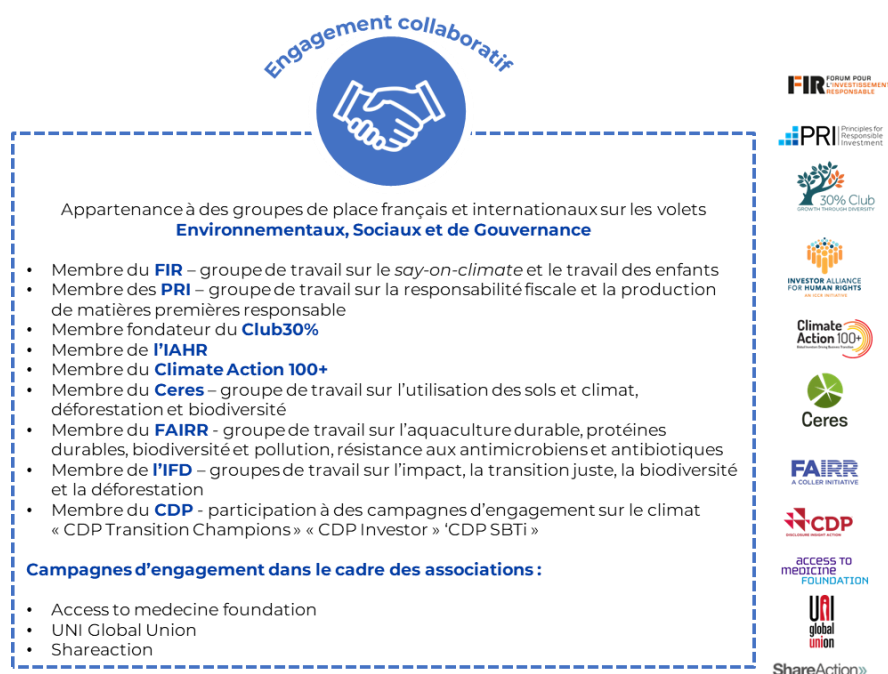 Engagement collaboratif
Appartenance à des groupes de place français et internationaux sur les volets
Environnementaux, Sociaux et de Gouvernance
• Membre du FIR – groupe de travail sur le say-on-climate et le travail des enfants
• Membre des PRI – groupe de travail sur la responsabilité fiscale et la production
de matières premières responsable
• Membre fondateur du Club30%
• Membre de l'IAHR
• Membre du Climate Action 100+
• Membre du Ceres – groupe de travail sur l'utilisation des sols et climat,
déforestation et biodiversité
• Membre du FAIRR - groupe de travail sur l'aquaculture durable, protéines
durables, biodiversité et pollution, résistance aux antimicrobiens et antibiotiques
• Membre de l'IFD – groupes de travail sur l'impact, la transition juste, la biodiversité
et la déforestation
• Membre du CDP - participation à des campagnes d'engagement sur le climat
« CDP Transition Champions » « CDP Investor » 'CDP SBTi »
Campagnes d'engagement dans le cadre des associations :
• Access to medecine foundation
• UNI Global Union
• Shareaction
FIR FORUM POUR
L'INVESTISSEMENT
RESPONSABLE
PRI Principles for
Responsible
Investment
30% Club
GROWTH THROUGH DIVERSITY
INVESTOR ALLIANCE
FOR HUMAN RIGHTS
AN ICCR INITIATIVE
Climate
Action 100+
Ceres
FAIRR
A COLLER INITIATIVE
CDP
DISCLOSURE INSIGHT ACTION
access to
medicine
FOUNDATION
UNI
global
union
ShareAction»